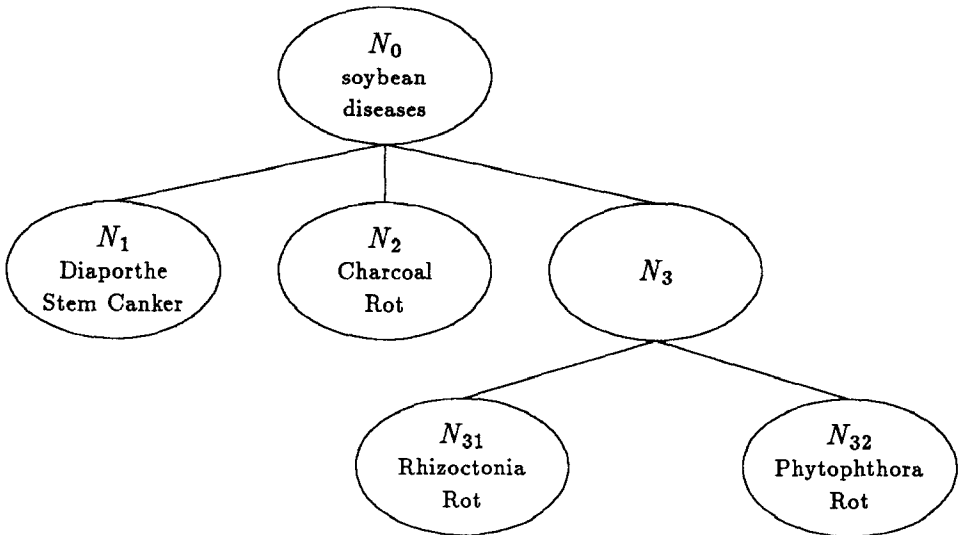 N₀
soybean
diseases
N₁
Diaporthe
Stem Canker
N₂
Charcoal
Rot
N₃
N₃₁
Rhizoctonia
Rot
N₃₂
Phytophthora
Rot